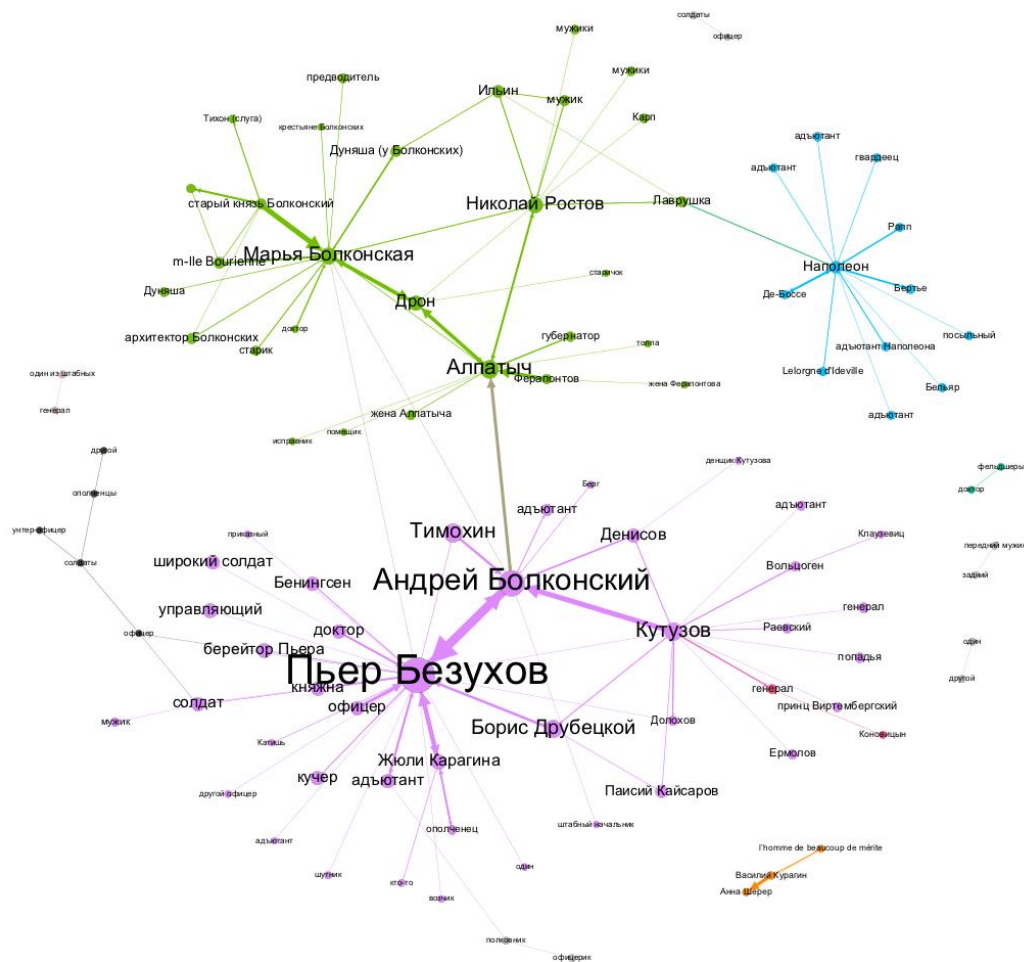 солдаты
офицер
мужики
предводитель
мужики
Ильин
мужик
Тихон (слуга)
крестьяне Болконских
Карп
адъютант
Дуняша (у Болконских)
гвардеец
адъютант
старый князь Болконский
Николай Ростов
Лаврушка
Рапп
Марья Болконская
m-lle Bourienne
Наполеон
старичок
Дуняша
Дрон
Де-Боссе
Бертье
доктор
архитектор Болконских
губернатор
посыльный
старик
толпа
адъютант Наполеона
Алпатыч
один из штабных
Ферапонтов
жена Ферапонтова
Lelorgne d'Ideville
Бельяр
генерал
жена Алпатыча
адъютант
помещик
исправник
другой
денщик Кутузова
фельдшеры
Берг
доктор
ополченцы
адъютант
адъютант
унтер-офицер
приказный
Тимохин
Денисов
Клаузевиц
передний мужик
широкий солдат
солдаты
Вольцоген
Бенингсен
Андрей Болконский
задний
управляющий
генерал
доктор
Кутузов
Раевский
офицер
один
берейтор Пьера
попадья
Пьер Безухов
другой
княжна
генерал
солдат
офицер
принц Виртембергский
мужик
Борис Друбецкой
Долохов
Коновицын
Катишь
Ермолов
Жюли Карагина
кучер
адъютант
Паисий Кайсаров
другой офицер
ополченец
штабный начальник
адъютант
l'homme de beaucoup de mérite
один
шутник
Василий Курагин
кто-то
Анна Шерер
возчик
полковник
офицерик